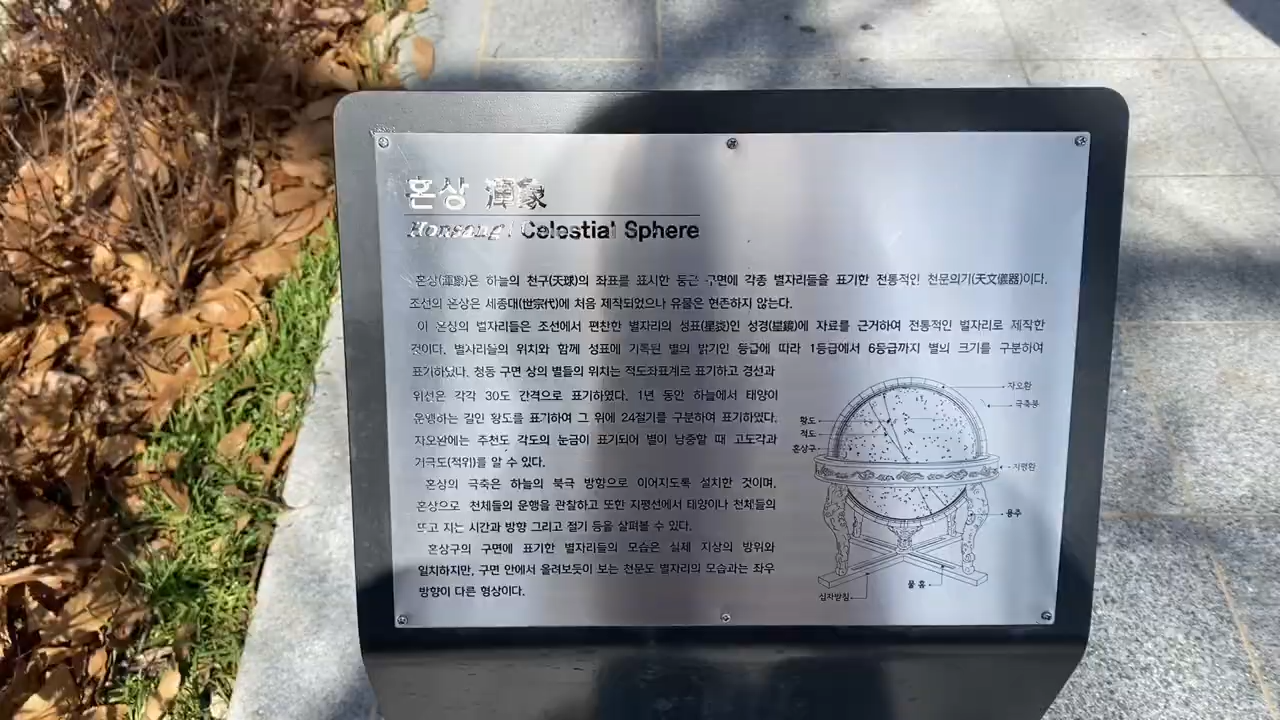 혼상 渾象
Honsang | Celestial Sphere
혼상(渾象)은 하늘의 천구(天球)의 좌표를 표시한 둥근 구면에 각종 별자리들을 표기한 전통적인 천문의기(天文儀器)이다.
조선의 혼상은 세종대(世宗代)에 처음 제작되었으나 유물은 현존하지 않는다.
이 혼상의 별자리들은 조선에서 편찬한 별자리의 성표(星表)인 성경(星鏡)에 자료를 근거하여 전통적인 별자리로 제작한
것이다. 별자리들의 위치와 함께 성표에 기록된 별의 밝기인 등급에 따라 1등급에서 6등급까지 별의 크기를 구분하여
표기하였다. 청동 구면 상의 별들의 위치는 적도좌표계로 표기하고 경선과
위선은 각각 30도 간격으로 표기하였다. 1년 동안 하늘에서 태양이
운행하는 길인 황도를 표기하여 그 위에 24절기를 구분하여 표기하였다.
자오환에는 주천도 각도의 눈금이 표기되어 별이 남중할 때 고도각과
거극도(적위)를 알 수 있다.
혼상의 극축은 하늘의 북극 방향으로 이어지도록 설치한 것이며,
혼상으로 천체들의 운행을 관찰하고 또한 지평선에서 태양이나 천체들의
뜨고 지는 시간과 방향 그리고 절기 등을 살펴볼 수 있다.
혼상구의 구면에 표기한 별자리들의 모습은 실제 지상의 방위와
일치하지만, 구면 안에서 올려보듯이 보는 천문도 별자리의 모습과는 좌우
방향이 다른 형상이다.
자오환
극축봉
황도
적도
혼상구
지평환
용주
물 홈
십자받침